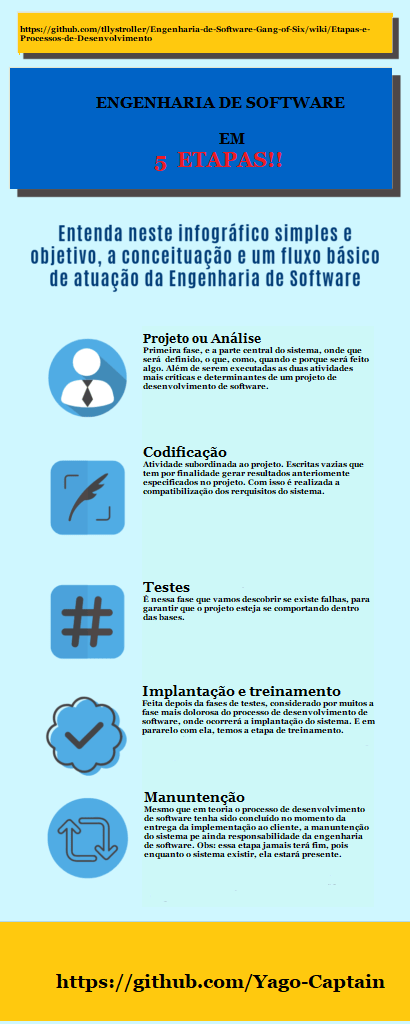 https://github.com/tllystroller/Engenharia-de-Software-Gang-of-Six/wiki/Etapas-e-
Processos-de-Desenvolvimento
ENGENHARIA DE SOFTWARE
EM
5 ETAPAS!!
Entenda neste infográfico simples e
objetivo, a conceituação e um fluxo básico
de atuação da Engenharia de Software
Projeto ou Análise
Primeira fase, e a parte central do sistema, onde que
será definido, o que, como, quando e porque será feito
algo. Além de serem executadas as duas atividades
mais críticas e determinantes de um projeto de
desenvolvimento de software.
Codificação
Atividade subordinada ao projeto. Escritas vazias que
tem por finalidade gerar resultados anteriomente
especificados no projeto. Com isso é realizada a
compatibilização dos rerquisitos do sistema.
Testes
É nessa fase que vamos descobrir se existe falhas, para
garantir que o projeto esteja se comportando dentro
das bases.
Implantação e treinamento
Feita depois da fases de testes, considerado por muitos a
fase mais dolorosa do processo de desenvolvimento de
software, onde ocorrerá a implantação do sistema. E em
pararelo com ela, temos a etapa de treinamento.
Manuntenção
Mesmo que em teoria o processo de desenvolvimento
de software tenha sido concluído no momento da
entrega da implementação ao cliente, a manuntenção
do sistema pe ainda responsabilidade da engenharia
de software. Obs: essa etapa jamais terá fim, pois
enquanto o sistema existir, ela estará presente.
https://github.com/Yago-Captain